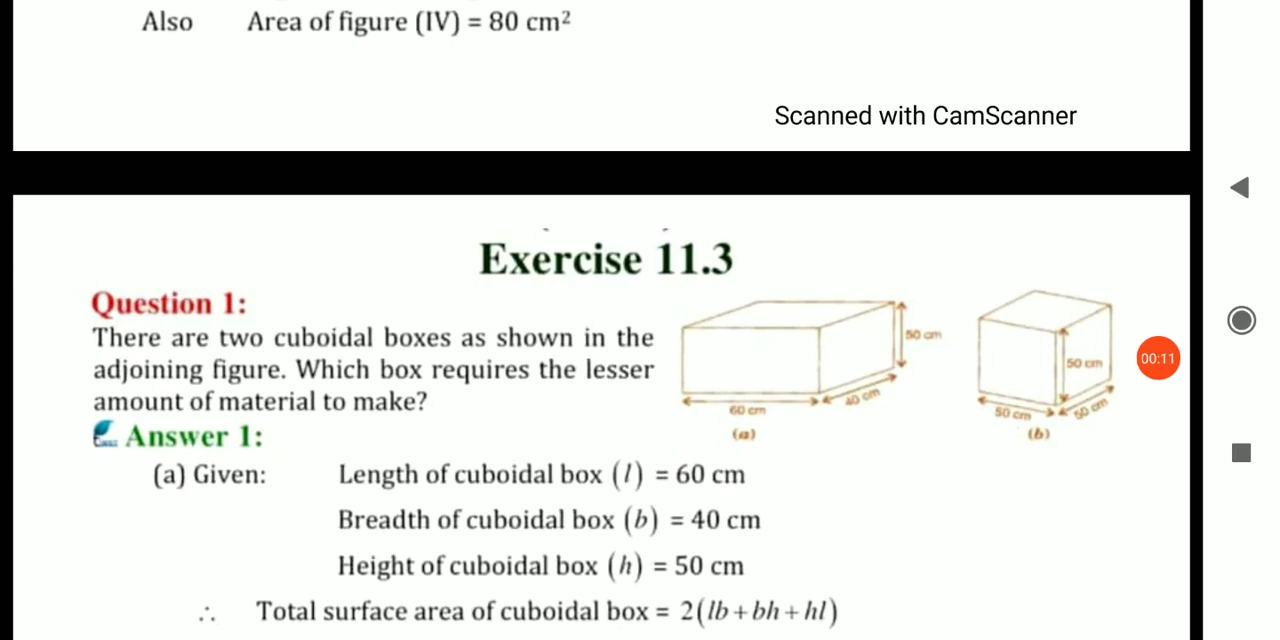 Also Area of figure (IV) = 80 cm²
Scanned with CamScanner
Exercise 11.3
Question 1:
There are two cuboidal boxes as shown in the
adjoining figure. Which box requires the lesser
amount of material to make?
50 cm
60 cm
40 cm
(a)
50 cm
50 cm
50 cm
(b)
00:11
Answer 1:
(a) Given: Length of cuboidal box (l) = 60 cm
Breadth of cuboidal box (b) = 40 cm
Height of cuboidal box (h) = 50 cm
∴ Total surface area of cuboidal box = 2(lb + bh + hl)